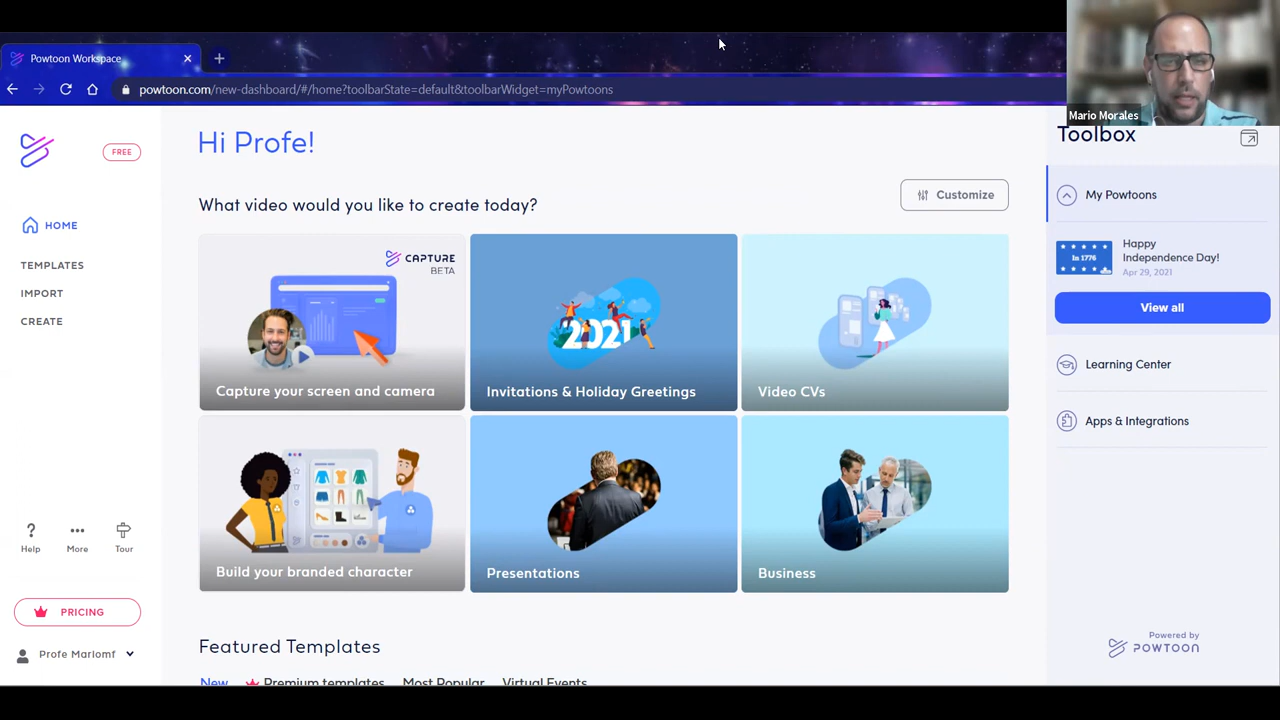 Powtoon Workspace
powtoon.com/new-dashboard/#/home?toolbarState=default&toolbarWidget=myPowtoons
Mario Morales
FREE
HOME
TEMPLATES
IMPORT
CREATE
?
Help
More
Tour
PRICING
Profe Mariomf
Hi Profe!
What video would you like to create today?
Customize
CAPTURE
BETA
Capture your screen and camera
2021
Invitations & Holiday Greetings
Video CVs
Build your branded character
Presentations
Business
Featured Templates
New
Premium templates
Most Popular
Virtual Events
Toolbox
My Powtoons
In 1776
Happy
Independence Day!
Apr 29, 2021
View all
Learning Center
Apps & Integrations
Powered by
POWTOON